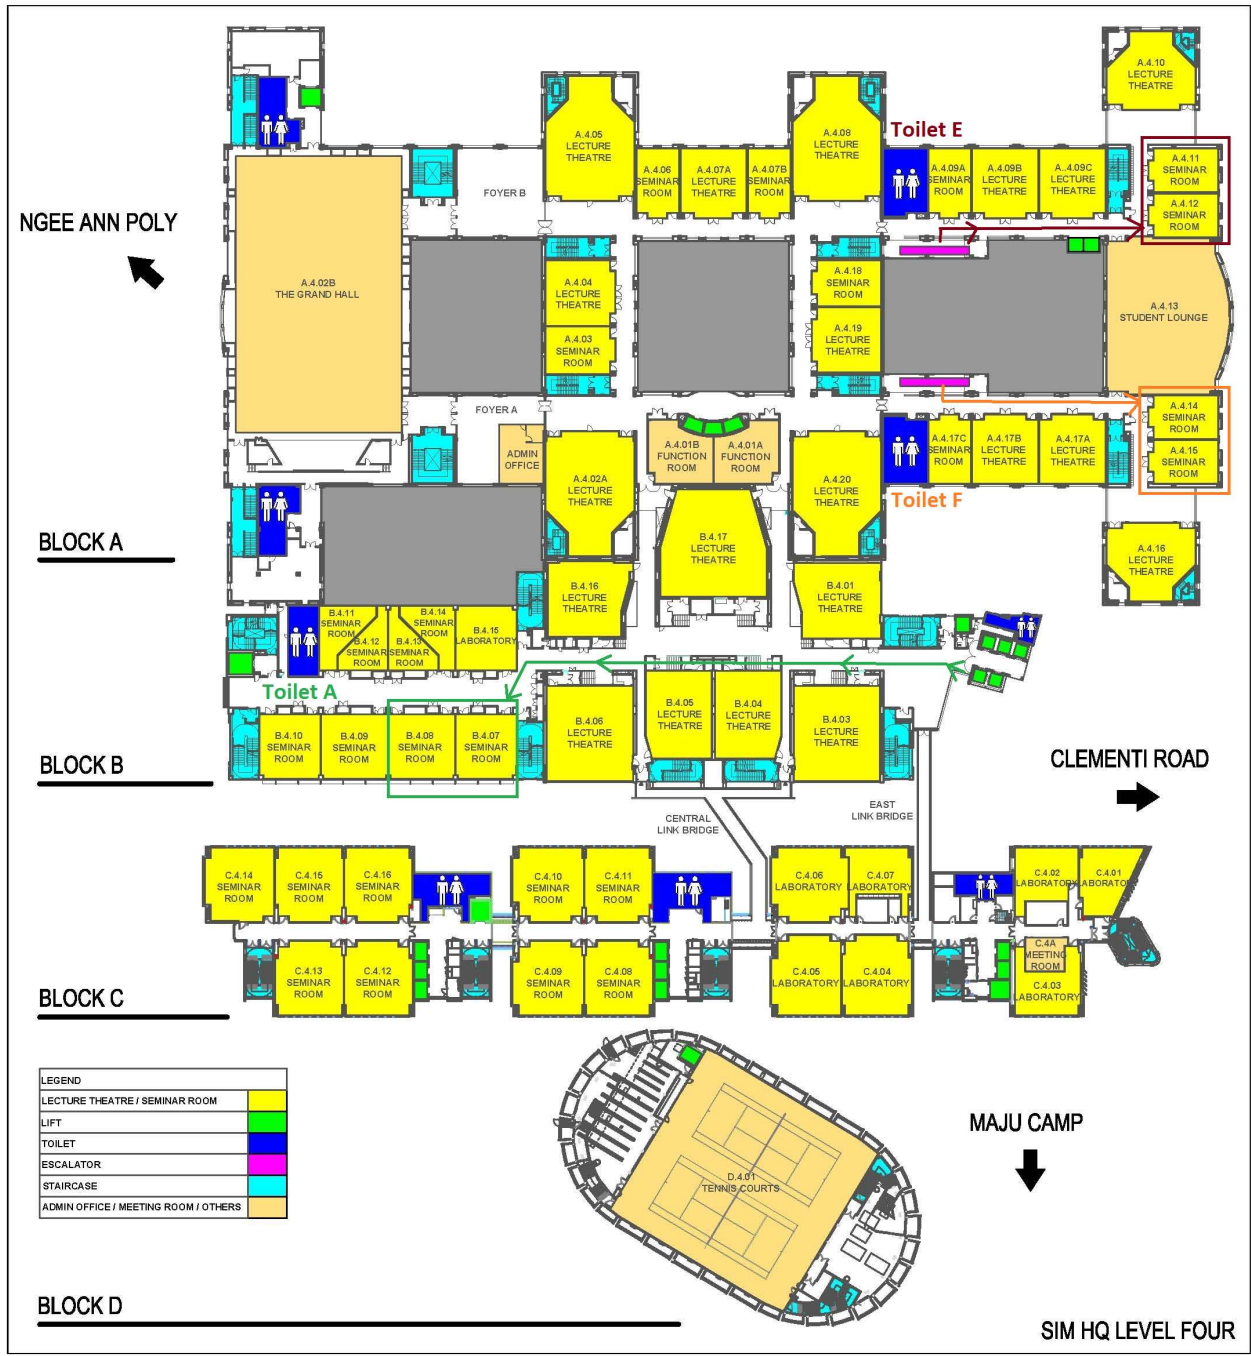 A.4.10
LECTURE
THEATRE
A.4.05
LECTURE
THEATRE
A.4.08
LECTURE
THEATRE
Toilet E
A.4.06
SEMINAR
ROOM
A.4.07A
LECTURE
THEATRE
A.4.07B
SEMINAR
ROOM
A.4.09A
SEMINAR
ROOM
A.4.09B
LECTURE
THEATRE
A.4.09C
LECTURE
THEATRE
A.4.11
SEMINAR
ROOM
A.4.12
SEMINAR
ROOM
FOYER B
NGEE ANN POLY
A.4.02B
THE GRAND HALL
A.4.04
LECTURE
THEATRE
A.4.03
SEMINAR
ROOM
A.4.18
SEMINAR
ROOM
A.4.19
LECTURE
THEATRE
A.4.13
STUDENT LOUNGE
FOYER A
ADMIN
OFFICE
A.4.02A
LECTURE
THEATRE
A.4.01B
FUNCTION
ROOM
A.4.01A
FUNCTION
ROOM
A.4.20
LECTURE
THEATRE
A.4.17C
SEMINAR
ROOM
A.4.17B
LECTURE
THEATRE
A.4.17A
LECTURE
THEATRE
A.4.14
SEMINAR
ROOM
A.4.15
SEMINAR
ROOM
Toilet F
BLOCK A
B.4.17
LECTURE
THEATRE
A.4.16
LECTURE
THEATRE
B.4.16
LECTURE
THEATRE
B.4.01
LECTURE
THEATRE
B.4.11
SEMINAR
ROOM
B.4.12
SEMINAR
ROOM
B.4.14
SEMINAR
ROOM
B.4.13
SEMINAR
ROOM
B.4.15
LABORATORY
Toilet A
B.4.10
SEMINAR
ROOM
B.4.09
SEMINAR
ROOM
B.4.08
SEMINAR
ROOM
B.4.07
SEMINAR
ROOM
B.4.06
LECTURE
THEATRE
B.4.05
LECTURE
THEATRE
B.4.04
LECTURE
THEATRE
B.4.03
LECTURE
THEATRE
BLOCK B
CLEMENTI ROAD
CENTRAL
LINK BRIDGE
EAST
LINK BRIDGE
C.4.14
SEMINAR
ROOM
C.4.15
SEMINAR
ROOM
C.4.16
SEMINAR
ROOM
C.4.10
SEMINAR
ROOM
C.4.11
SEMINAR
ROOM
C.4.06
LABORATORY
C.4.07
LABORATORY
C.4.02
LABORATORY
C.4.01
LABORATORY
C.4.13
SEMINAR
ROOM
C.4.12
SEMINAR
ROOM
C.4.09
SEMINAR
ROOM
C.4.08
SEMINAR
ROOM
C.4.05
LABORATORY
C.4.04
LABORATORY
C.4A
MEETING
ROOM
C.4.03
LABORATORY
BLOCK C
LEGEND
LECTURE THEATRE / SEMINAR ROOM
LIFT
TOILET
ESCALATOR
STAIRCASE
ADMIN OFFICE / MEETING ROOM / OTHERS
MAJU CAMP
D.4.01
TENNIS COURTS
BLOCK D
SIM HQ LEVEL FOUR